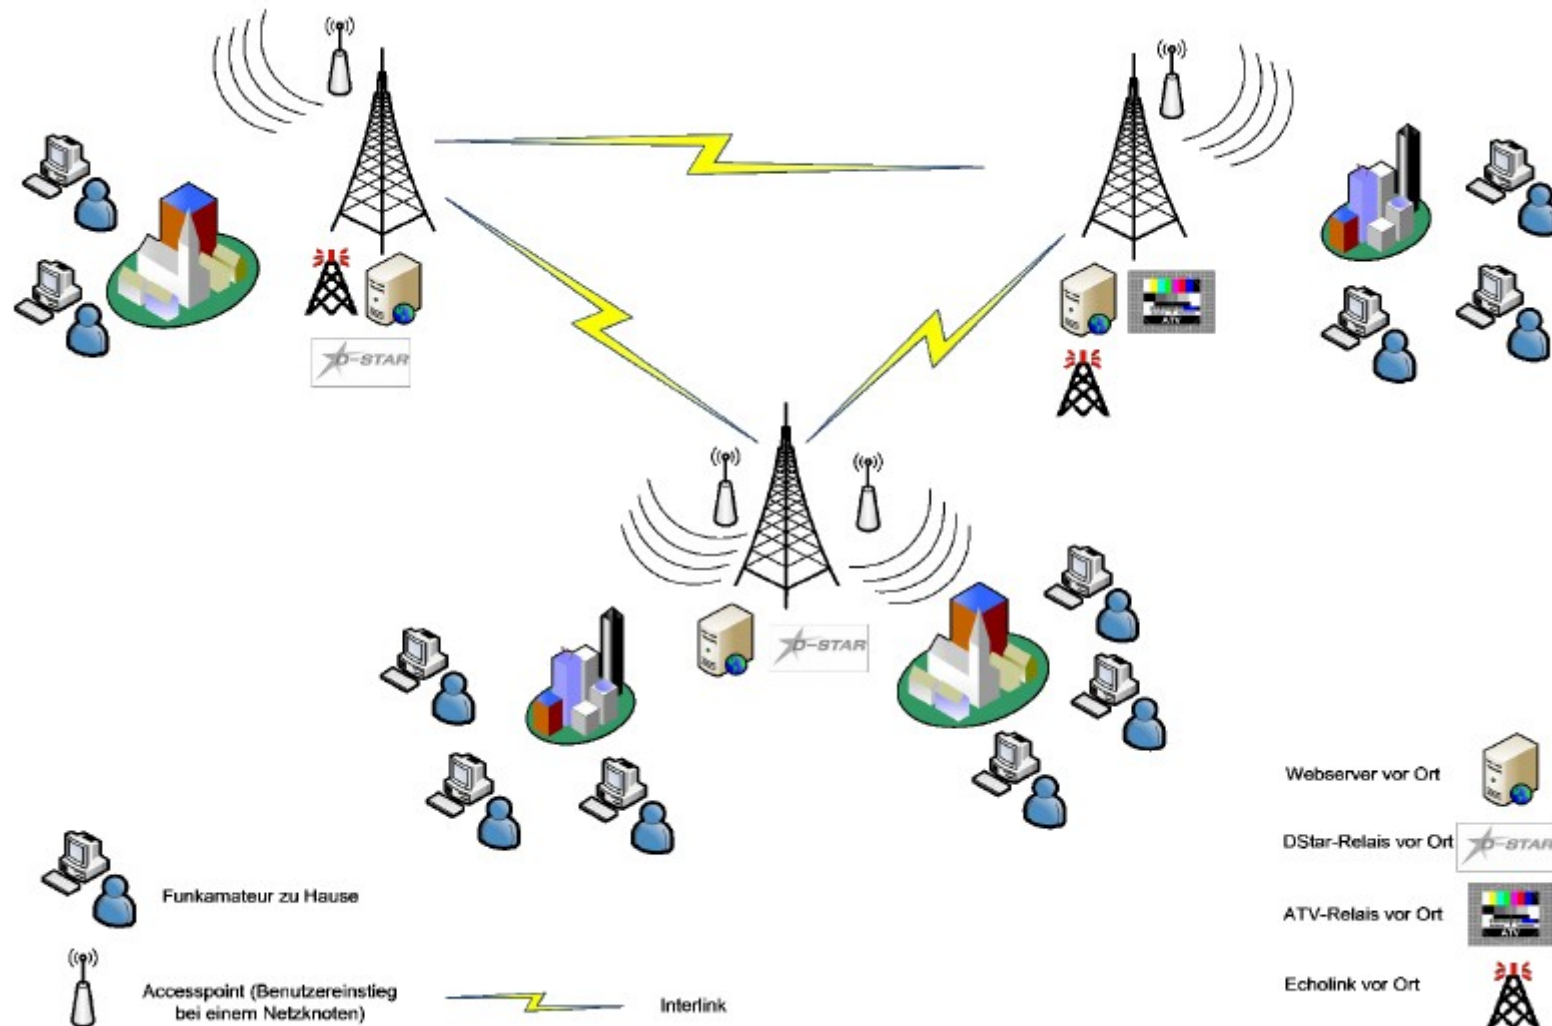 D-STAR
ATV
D-STAR
Webserver vor Ort
DStar-Relais vor Ort
D-STAR
ATV-Relais vor Ort
ATV
Echolink vor Ort
Funkamateur zu Hause
Accesspoint (Benutzereinstieg
bei einem Netzknoten)
Interlink